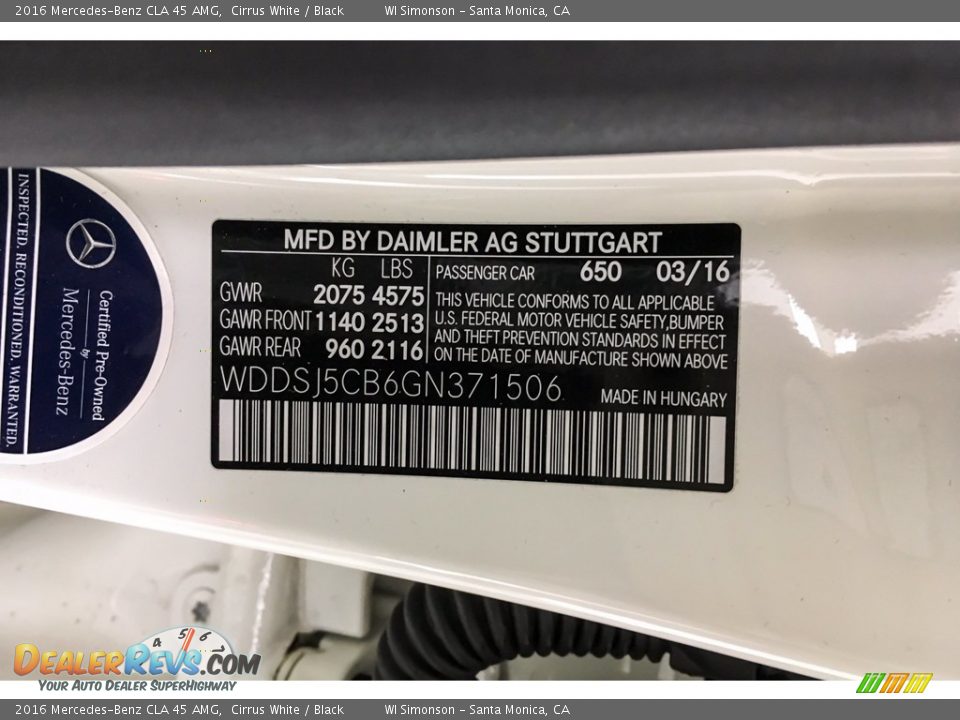 2016 Mercedes-Benz CLA 45 AMG, Cirrus White / Black WI Simonson - Santa Monica, CA
INSPECTED. RECONDITIONED. WARRANTED.
Certified Pre-Owned
by
Mercedes-Benz
MFD BY DAIMLER AG STUTTGART
KG LBS
GVWR 2075 4575
GAWR FRONT 1140 2513
GAWR REAR 960 2116
PASSENGER CAR 650 03/16
THIS VEHICLE CONFORMS TO ALL APPLICABLE
U.S. FEDERAL MOTOR VEHICLE SAFETY,BUMPER
AND THEFT PREVENTION STANDARDS IN EFFECT
ON THE DATE OF MANUFACTURE SHOWN ABOVE
WDDSJ5CB6GN371506
MADE IN HUNGARY
4 5 6 7
DEALERREVS.COM
YOUR AUTO DEALER SUPERHIGHWAY
2016 Mercedes-Benz CLA 45 AMG, Cirrus White / Black WI Simonson - Santa Monica, CA